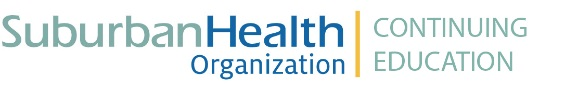 SuburbanHealth
Organization
CONTINUING
EDUCATION